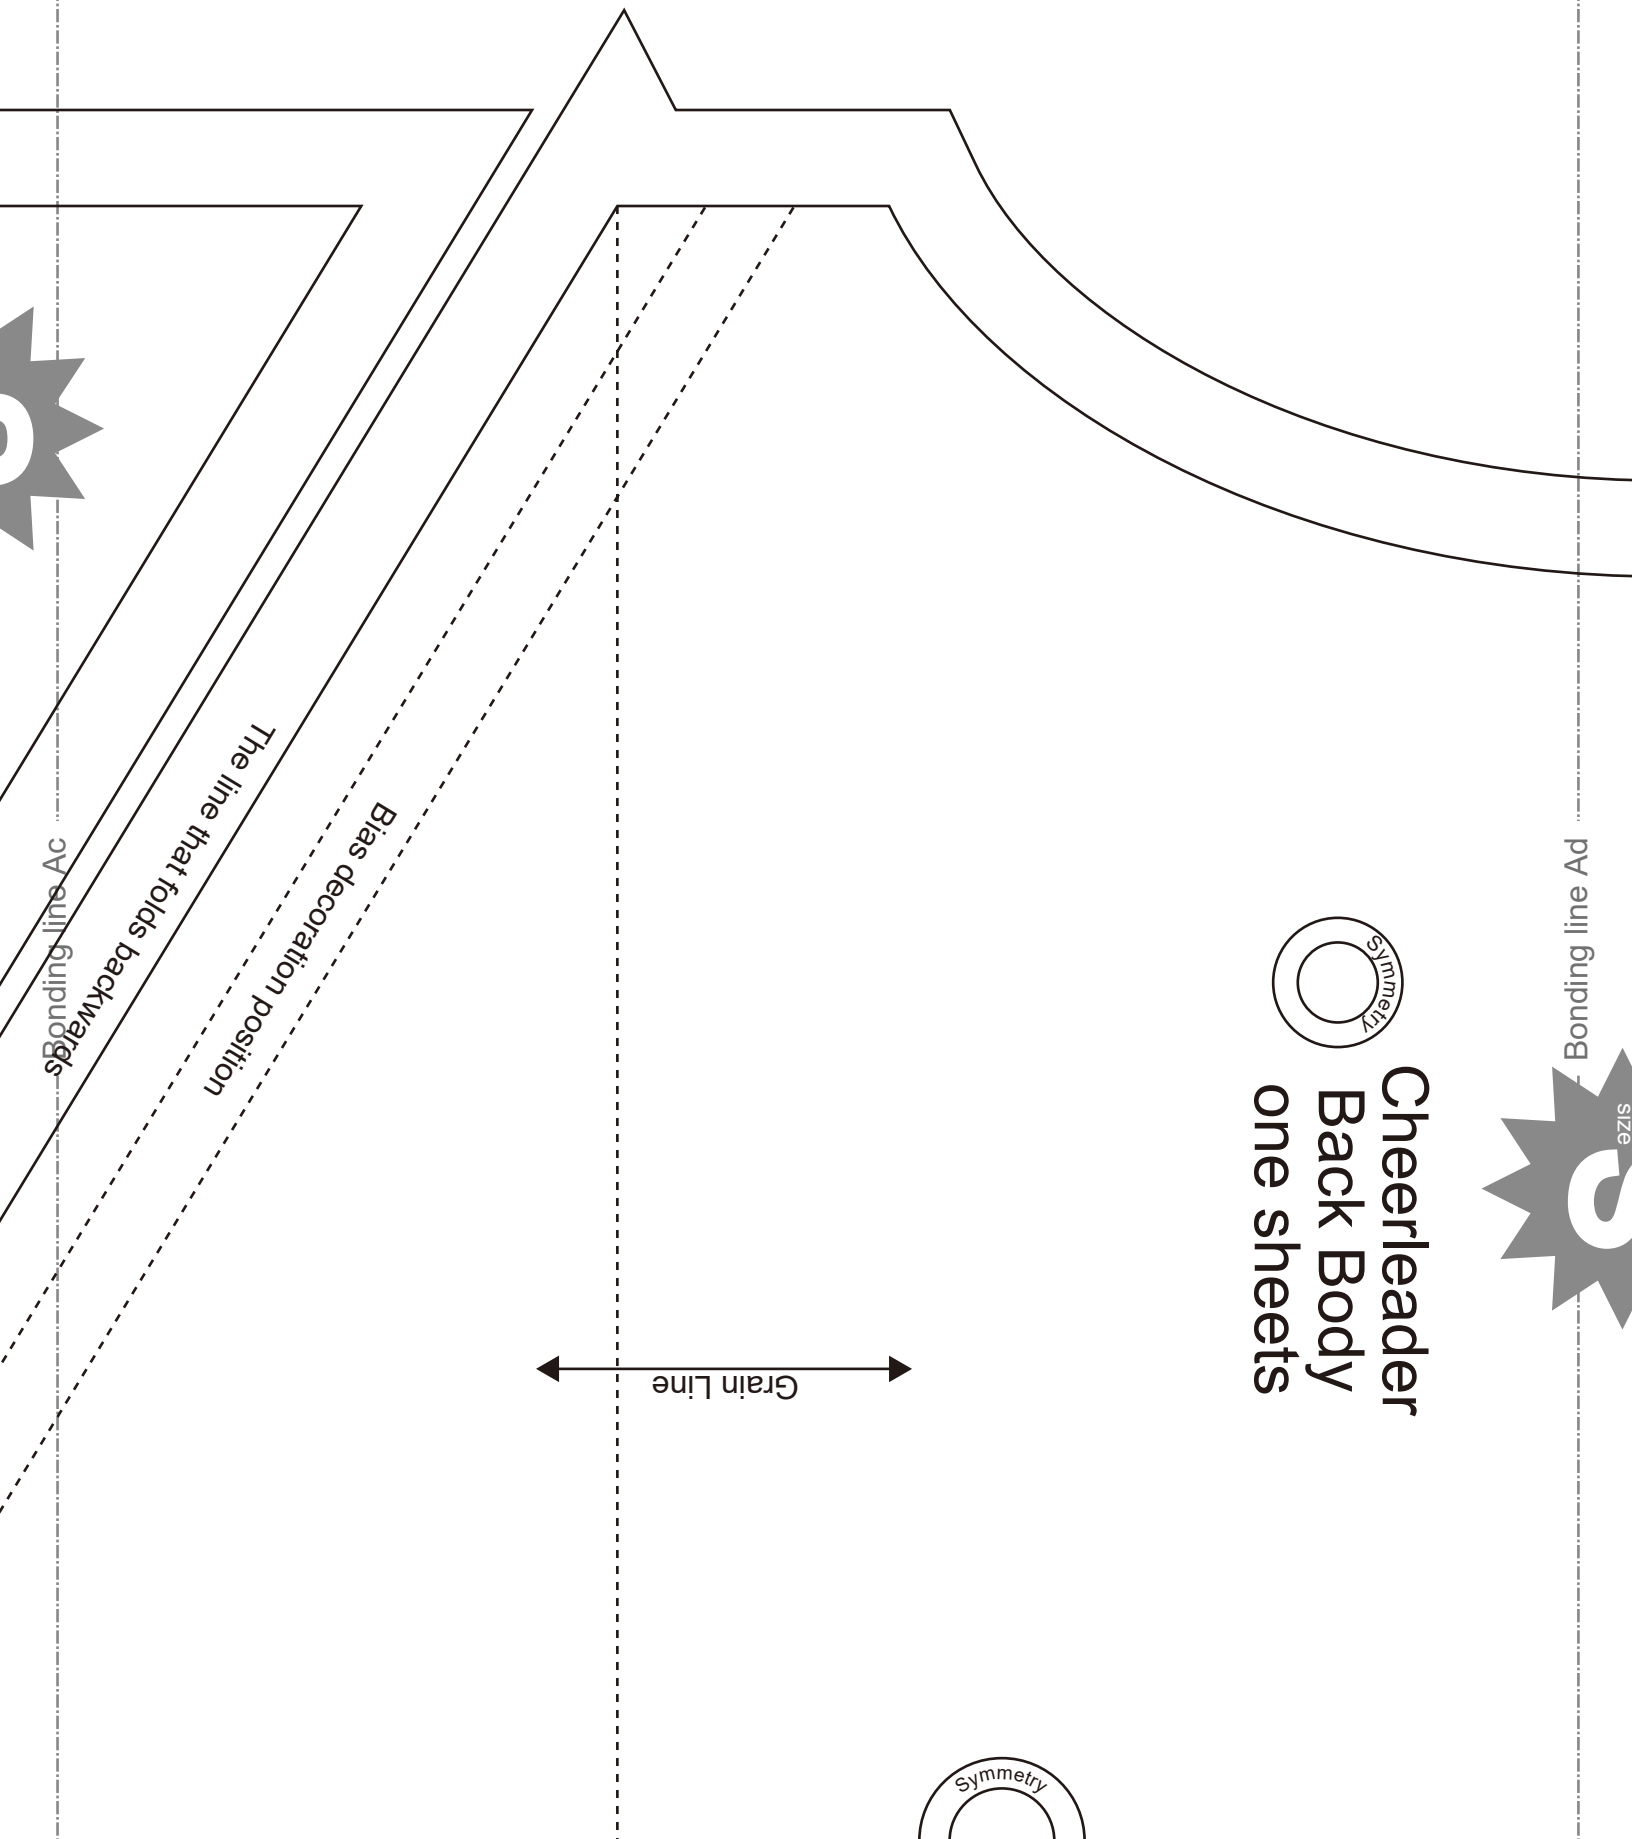 Bonding line Ac
The line that folds backwards
Bias decoration position
Grain Line
Symmetry
Cheerleader
Back Body
one sheets
Bonding line Ad
size
Symmetry